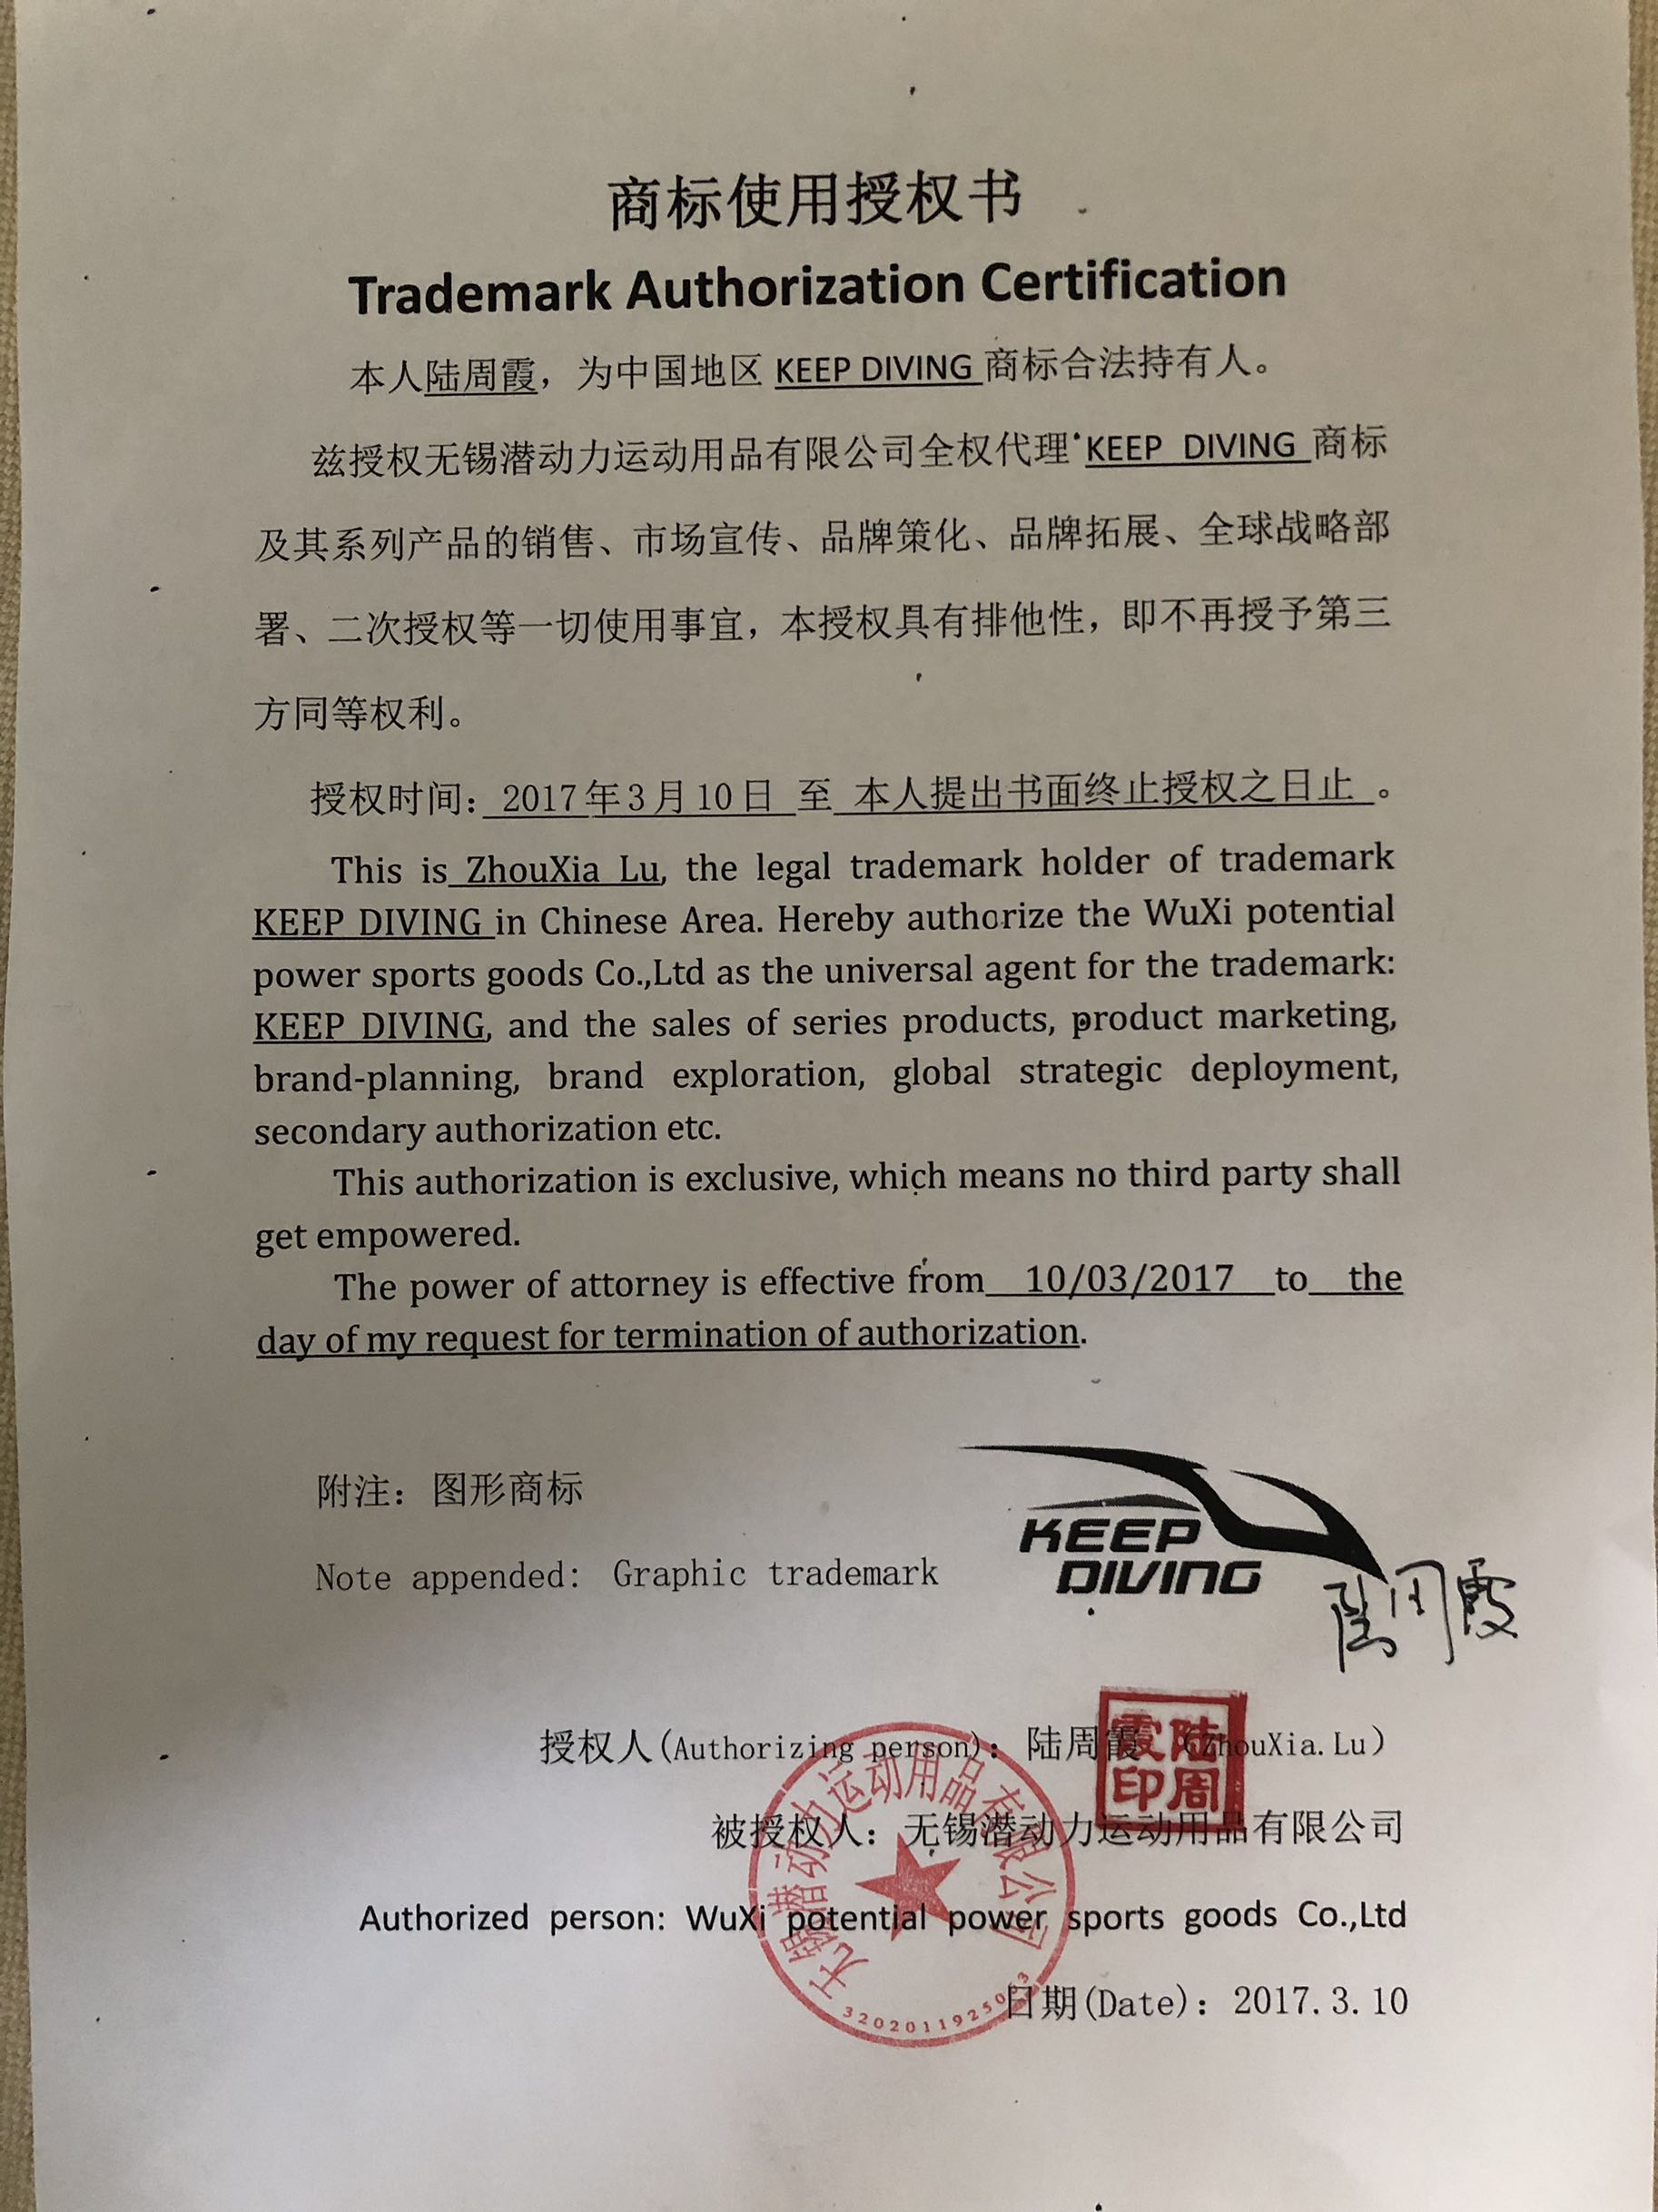 商标使用授权书
Trademark Authorization Certification
本人陆周霞，为中国地区 KEEP DIVING 商标合法持有人。
兹授权无锡潜动力运动用品有限公司全权代理 KEEP DIVING 商标
及其系列产品的销售、市场宣传、品牌策化、品牌拓展、全球战略部
署、二次授权等一切使用事宜，本授权具有排他性，即不再授予第三
方同等权利。
授权时间： 2017年3月10日 至 本人提出书面终止授权之日止 。
This is ZhouXia Lu, the legal trademark holder of trademark
KEEP DIVING in Chinese Area. Hereby authorize the WuXi potential
power sports goods Co.,Ltd as the universal agent for the trademark:
KEEP DIVING, and the sales of series products, product marketing,
brand-planning, brand exploration, global strategic deployment,
secondary authorization etc.
This authorization is exclusive, which means no third party shall
get empowered.
The power of attorney is effective from 10/03/2017 to the
day of my request for termination of authorization.
附注：图形商标
KEEP
DIVING
Note appended: Graphic trademark
陆周霞
授权人(Authorizing person)：陆周霞 （ZhouXia.Lu）
陆周霞印
被授权人：无锡潜动力运动用品有限公司
无锡潜动力运动用品有限公司
Authorized person: WuXi potential power sports goods Co.,Ltd
日期(Date)：2017.3.10